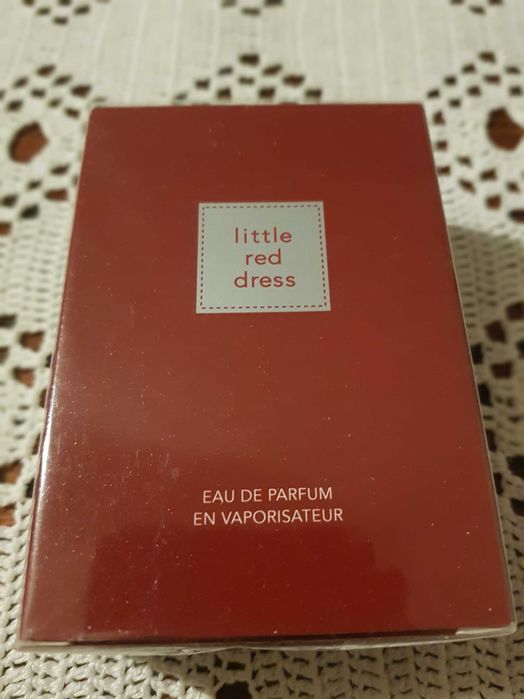 little
red
dress
EAU DE PARFUM
EN VAPORISATEUR